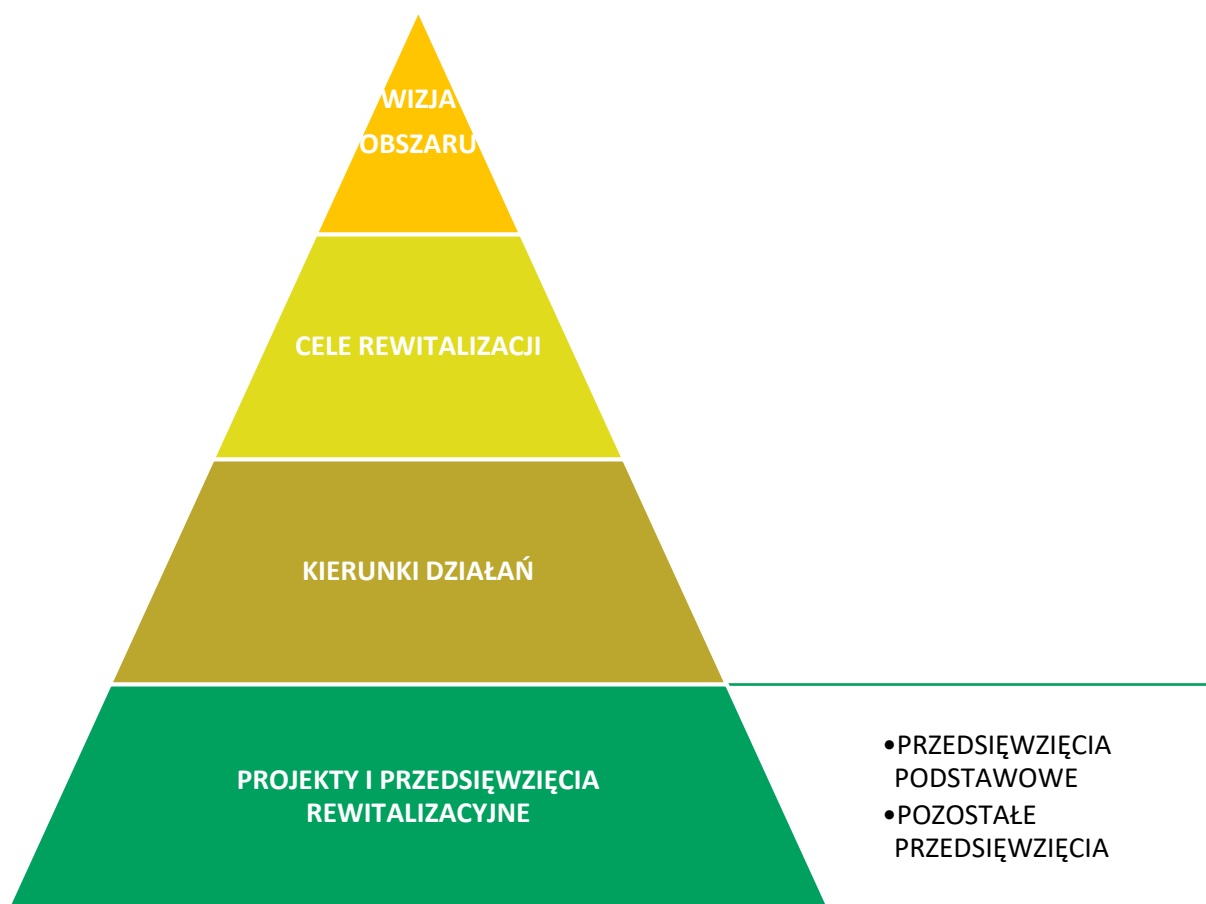 WIZJA
OBSZARU
CELE REWITALIZACJI
KIERUNKI DZIAŁAŃ
PROJEKTY I PRZEDSIĘWZIĘCIA
REWITALIZACYJNE
•PRZEDSIĘWZIĘCIA
PODSTAWOWE
•POZOSTAŁE
PRZEDSIĘWZIĘCIA